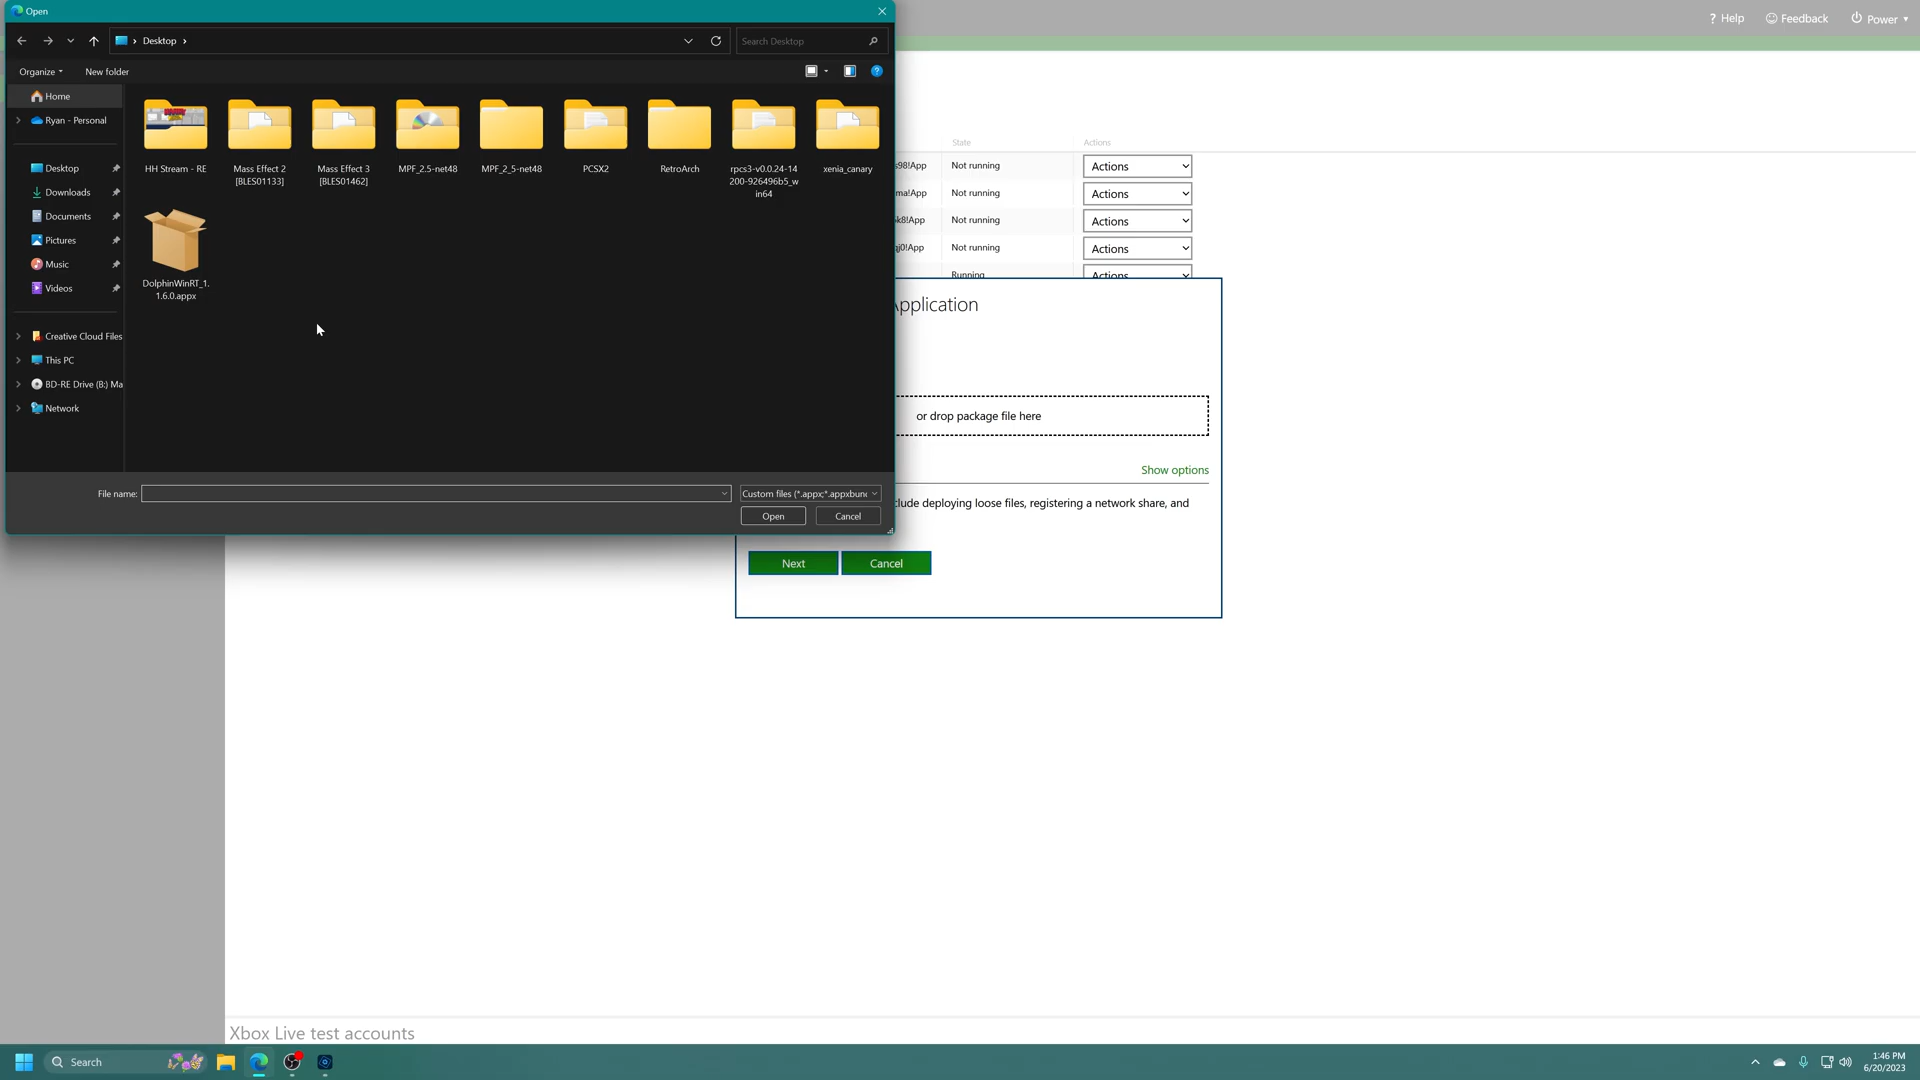 Open
Help
Feedback
Power
Desktop
Search Desktop
Organize
New folder
Home
Ryan - Personal
Desktop
Downloads
Documents
Pictures
Music
Videos
Creative Cloud Files
This PC
BD-RE Drive (B:) Ma
Network
HH Stream - RE
Mass Effect 2
[BLES01133]
Mass Effect 3
[BLES01462]
MPF_2.5-net48
MPF_2_5-net48
PCSX2
RetroArch
rpcs3-v0.0.24-14
200-926496b5_w
in64
xenia_canary
DolphinWinRT_1.
1.6.0.appx
File name:
Custom files (*.appx;*.appxbun
Open
Cancel
State
Actions
s98!App
Not running
Actions
ma!App
Not running
Actions
k8!App
Not running
Actions
qj0!App
Not running
Actions
Running
Actions
Application
or drop package file here
Show options
clude deploying loose files, registering a network share, and
Next
Cancel
Xbox Live test accounts
Search
1:46 PM
6/20/2023